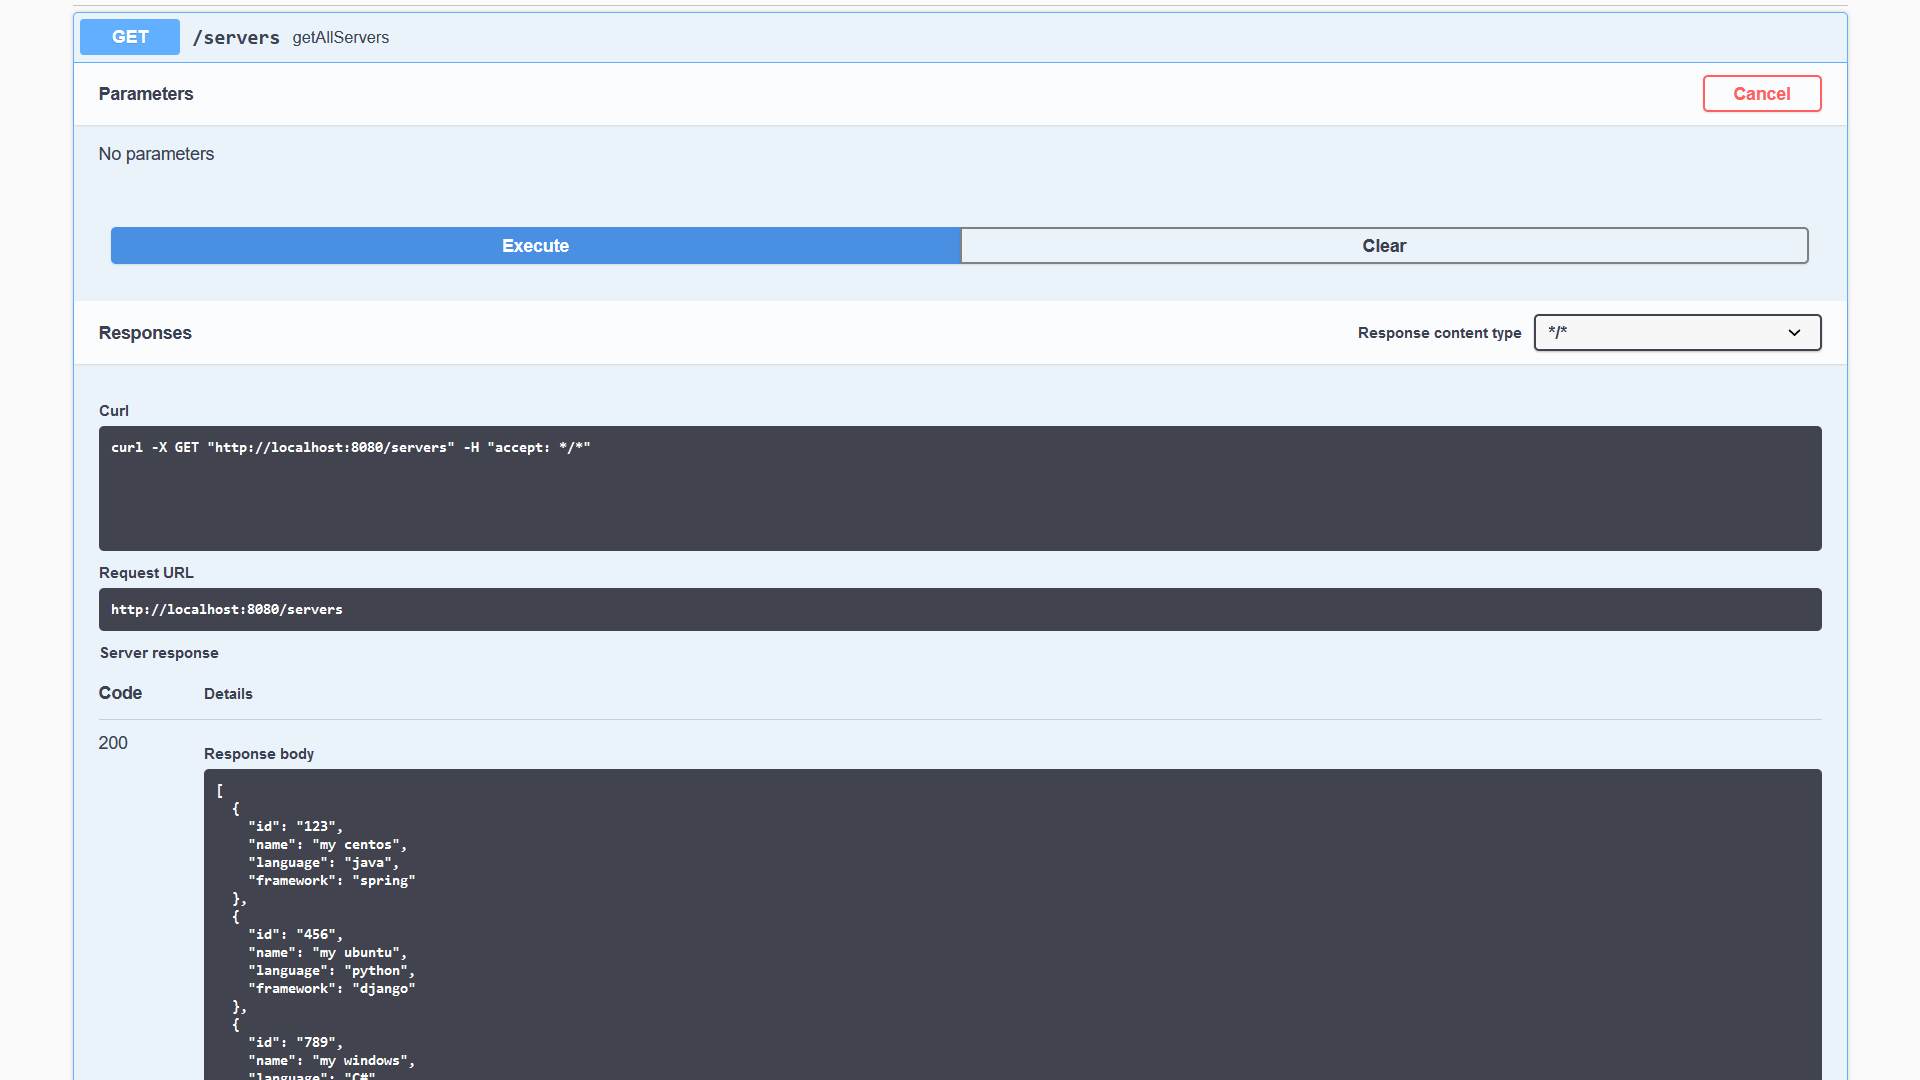 GET /servers getAllServers
Parameters Cancel
No parameters
Execute Clear
Responses Response content type */*
Curl
curl -X GET "http://localhost:8080/servers" -H "accept: */*"
Request URL
http://localhost:8080/servers
Server response
Code Details
200
Response body
[
  {
    "id": "123",
    "name": "my centos",
    "language": "java",
    "framework": "spring"
  },
  {
    "id": "456",
    "name": "my ubuntu",
    "language": "python",
    "framework": "django"
  },
  {
    "id": "789",
    "name": "my windows",
    "language": "C#"